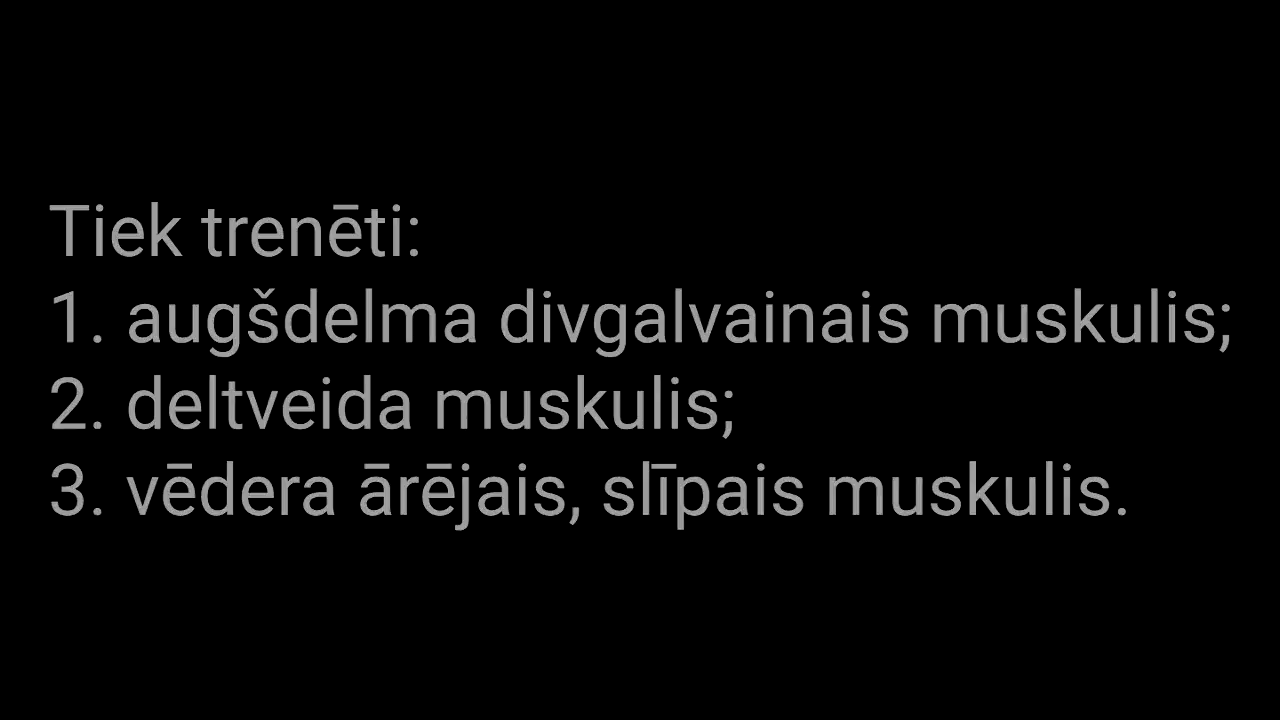 Tiek trenēti:
1. augšdelma divgalvainais muskulis;
2. deltveida muskulis;
3. vēdera ārējais, slīpais muskulis.